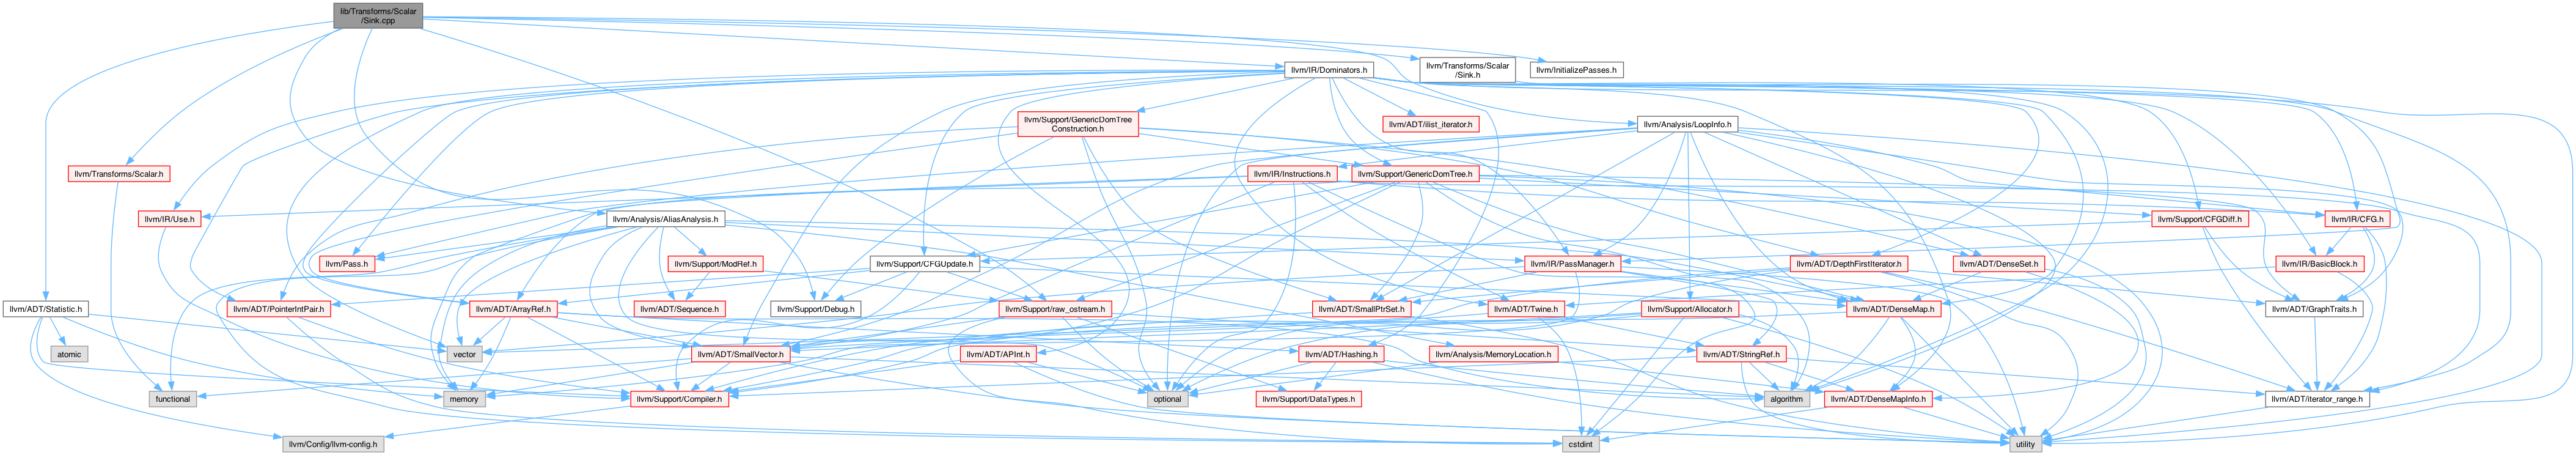 lib/Transforms/Scalar
/Sink.cpp
llvm/IR/Dominators.h
llvm/Transforms/Scalar
/Sink.h
llvm/InitializePasses.h
llvm/Support/GenericDomTree
Construction.h
llvm/ADT/ilist_iterator.h
llvm/Analysis/LoopInfo.h
llvm/Transforms/Scalar.h
llvm/IR/Instructions.h
llvm/Support/GenericDomTree.h
llvm/IR/Use.h
llvm/Analysis/AliasAnalysis.h
llvm/Support/CFGDiff.h
llvm/IR/CFG.h
llvm/Pass.h
llvm/Support/ModRef.h
llvm/Support/CFGUpdate.h
llvm/IR/PassManager.h
llvm/ADT/DepthFirstIterator.h
llvm/ADT/DenseSet.h
llvm/IR/BasicBlock.h
llvm/ADT/Statistic.h
llvm/ADT/PointerIntPair.h
llvm/ADT/ArrayRef.h
llvm/ADT/Sequence.h
llvm/Support/Debug.h
llvm/Support/raw_ostream.h
llvm/ADT/SmallPtrSet.h
llvm/ADT/Twine.h
llvm/Support/Allocator.h
llvm/ADT/DenseMap.h
llvm/ADT/GraphTraits.h
atomic
vector
llvm/ADT/SmallVector.h
llvm/ADT/APInt.h
llvm/ADT/Hashing.h
llvm/Analysis/MemoryLocation.h
llvm/ADT/StringRef.h
functional
memory
llvm/Support/Compiler.h
optional
llvm/Support/DataTypes.h
algorithm
llvm/ADT/DenseMapInfo.h
llvm/ADT/iterator_range.h
llvm/Config/llvm-config.h
cstdint
utility